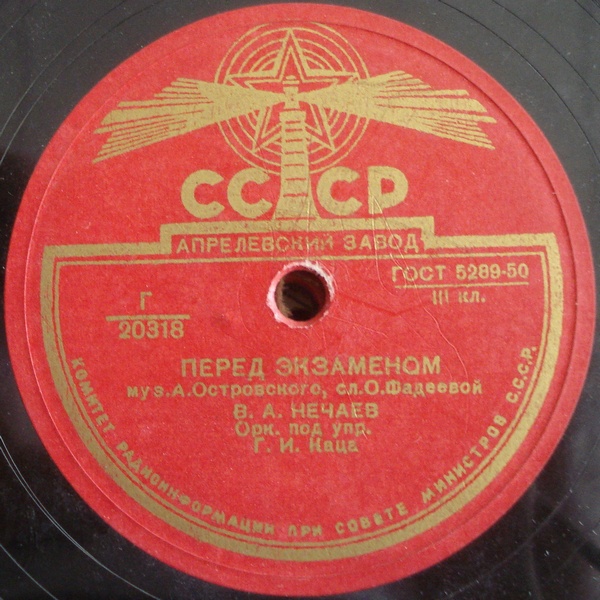 СССР
АПРЕЛЕВСКИЙ ЗАВОД
ГОСТ 5289-50
III кл.
Г
20318
ПЕРЕД ЭКЗАМЕНОМ
муз.А.Островского, сл.О.Фадеевой
В. А. НЕЧАЕВ
Орк. под упр.
Г. И. Каца
КОМИТЕТ РАДИОИНФОРМАЦИИ ПРИ СОВЕТЕ МИНИСТРОВ С.С.С.Р.